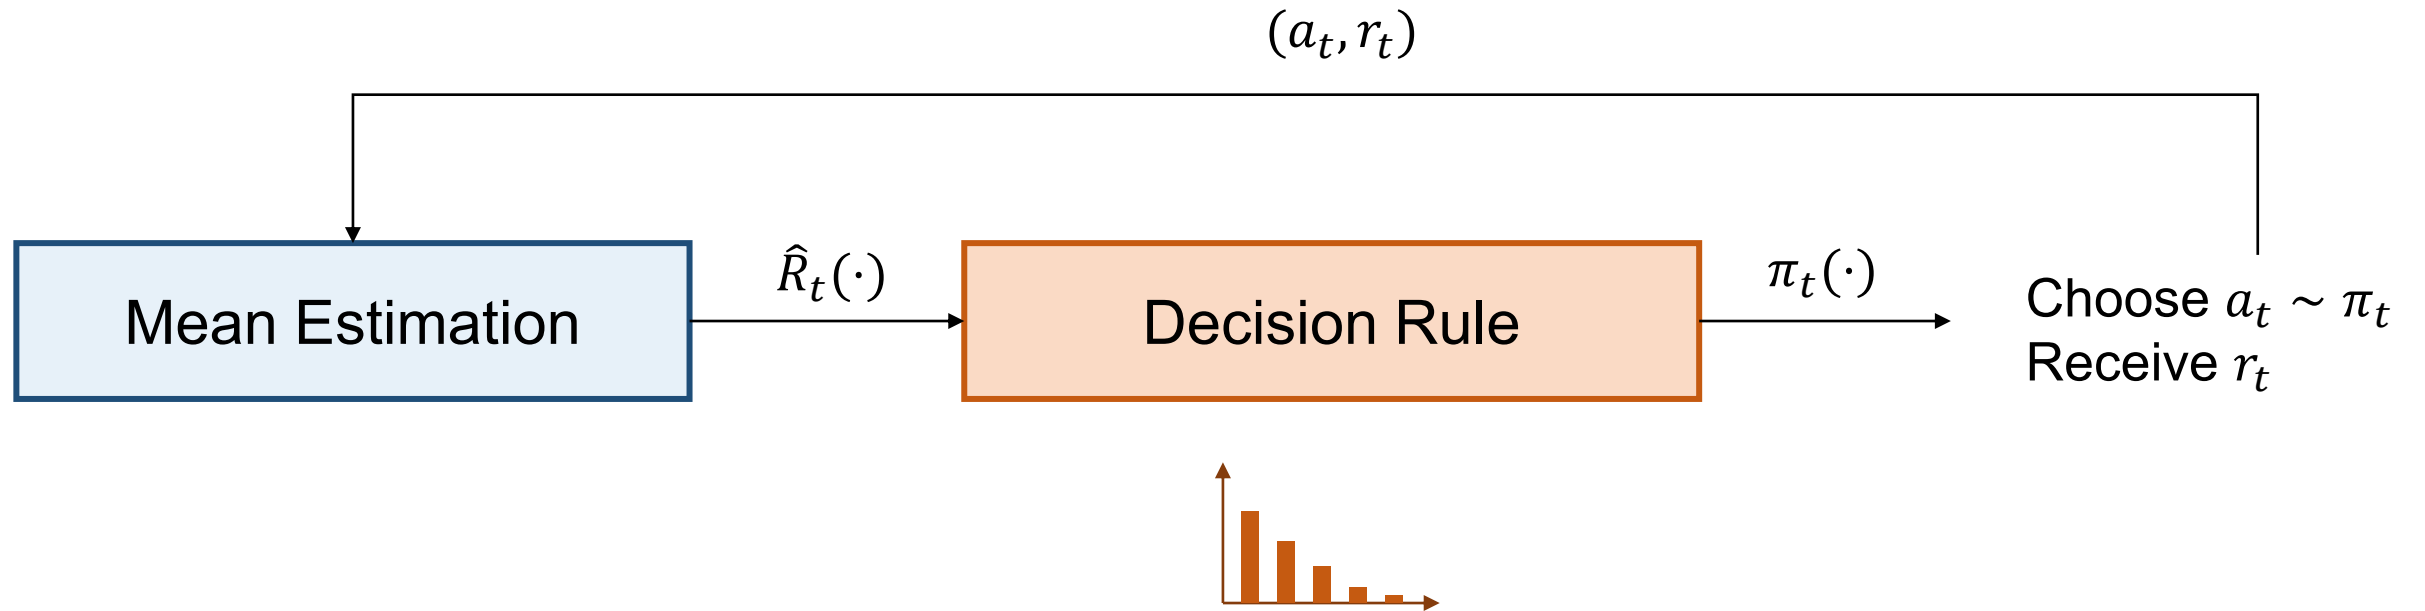 (a_t, r_t)
Mean Estimation
R̂_t(·)
Decision Rule
π_t(·)
Choose a_t ~ π_t
Receive r_t